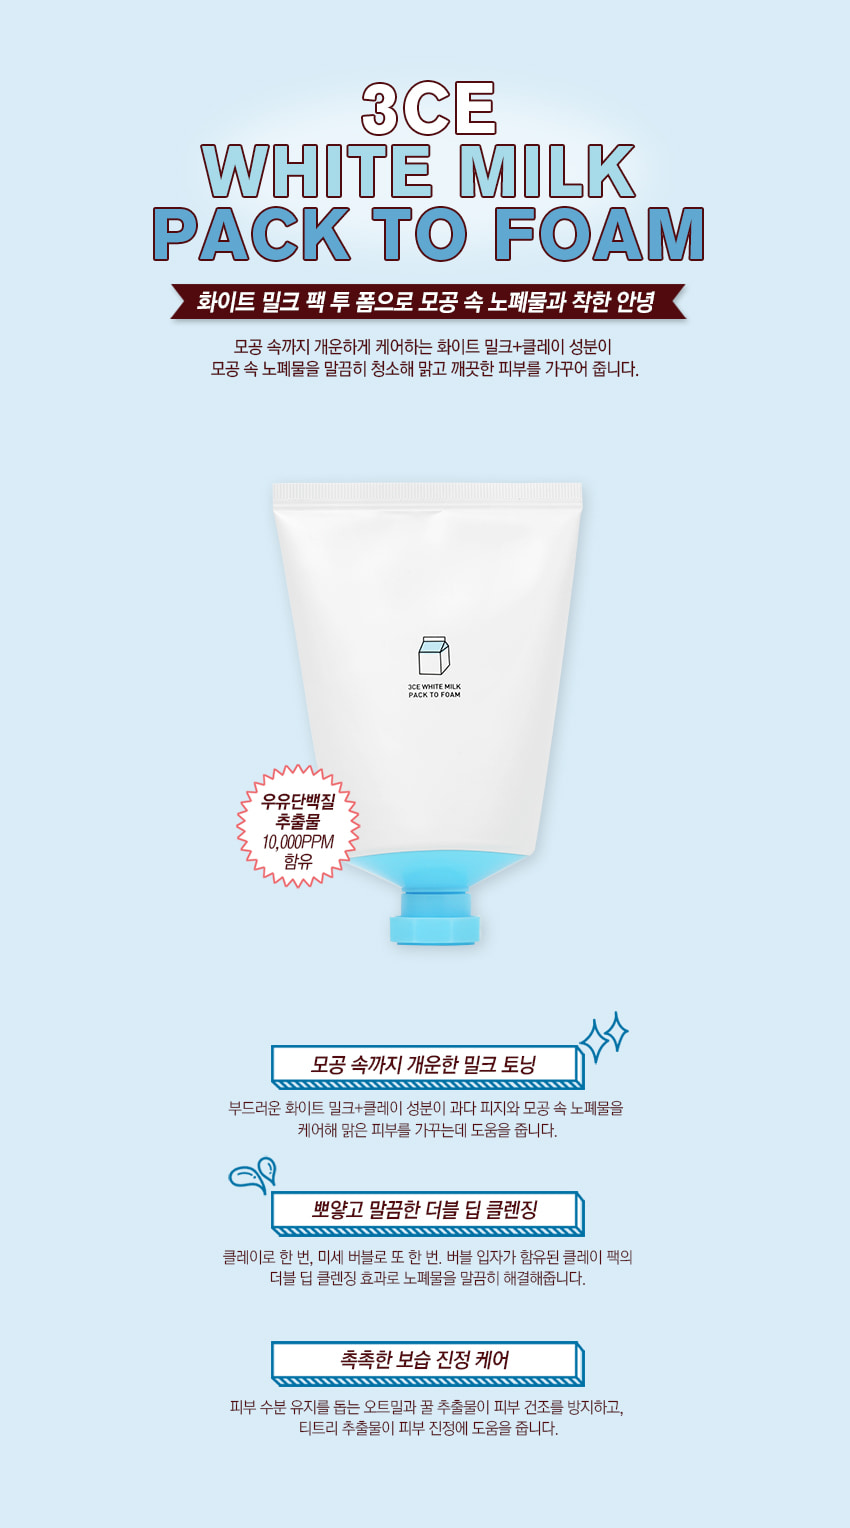 3CE
WHITE MILK
PACK TO FOAM
화이트 밀크 팩 투 폼으로 모공 속 노폐물과 착한 안녕
모공 속까지 개운하게 케어하는 화이트 밀크+클레이 성분이
모공 속 노폐물을 말끔히 청소해 맑고 깨끗한 피부를 가꾸어 줍니다.
3CE WHITE MILK
PACK TO FOAM
우유단백질
추출물
10,000PPM
함유
모공 속까지 개운한 밀크 토닝
부드러운 화이트 밀크+클레이 성분이 과다 피지와 모공 속 노폐물을
케어해 맑은 피부를 가꾸는데 도움을 줍니다.
뽀얗고 말끔한 더블 딥 클렌징
클레이로 한 번, 미세 버블로 또 한 번. 버블 입자가 함유된 클레이 팩의
더블 딥 클렌징 효과로 노폐물을 말끔히 해결해줍니다.
촉촉한 보습 진정 케어
피부 수분 유지를 돕는 오트밀과 꿀 추출물이 피부 건조를 방지하고,
티트리 추출물이 피부 진정에 도움을 줍니다.